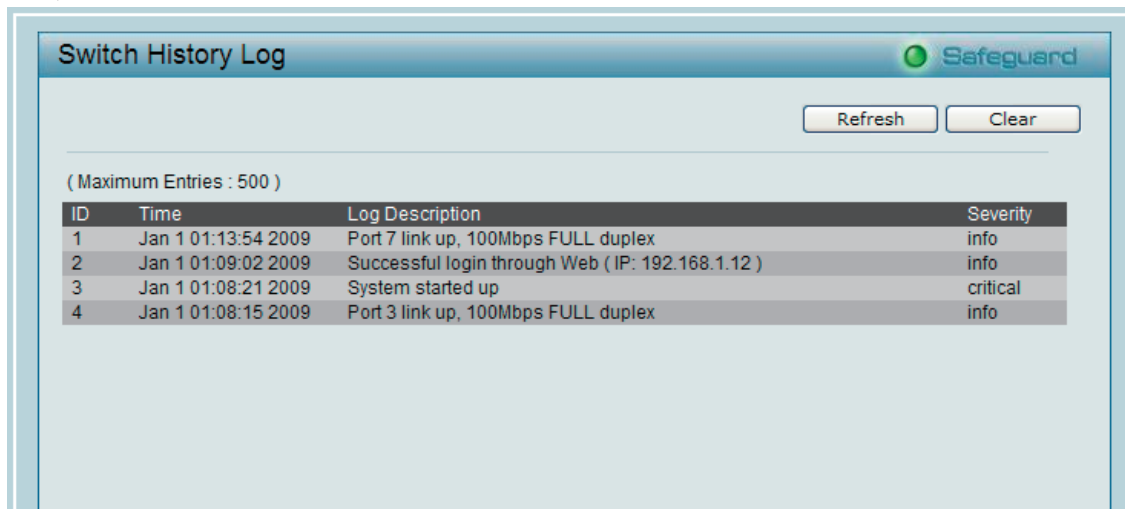 Switch History Log Safeguard
Refresh Clear
( Maximum Entries : 500 )
ID Time Log Description Severity
1 Jan 1 01:13:54 2009 Port 7 link up, 100Mbps FULL duplex info
2 Jan 1 01:09:02 2009 Successful login through Web ( IP: 192.168.1.12 ) info
3 Jan 1 01:08:21 2009 System started up critical
4 Jan 1 01:08:15 2009 Port 3 link up, 100Mbps FULL duplex info